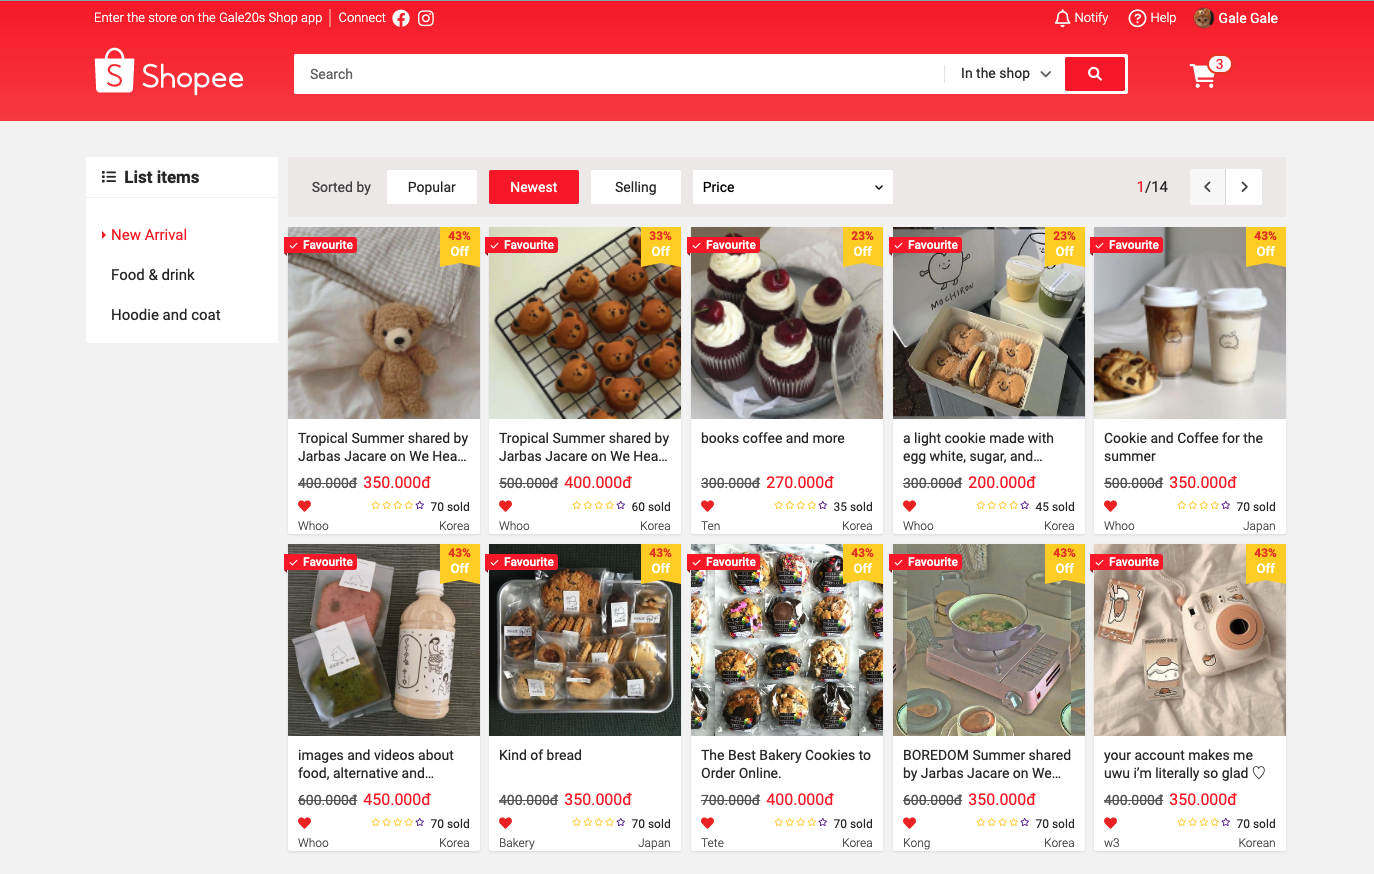 Enter the store on the Gale20s Shop app
Connect
Notify
Help
Gale Gale
S
Shopee
Search
In the shop
3
List items
New Arrival
Food & drink
Hoodie and coat
Sorted by
Popular
Newest
Selling
Price
1/14
Favourite
43%
Off
Tropical Summer shared by
Jarbas Jacare on We Hea...
400.000đ 350.000đ
70 sold
Whoo
Korea
Favourite
33%
Off
Tropical Summer shared by
Jarbas Jacare on We Hea...
500.000đ 400.000đ
60 sold
Whoo
Korea
Favourite
23%
Off
books coffee and more
300.000đ 270.000đ
35 sold
Ten
Korea
Favourite
23%
Off
MOCHIRON
a light cookie made with
egg white, sugar, and...
300.000đ 200.000đ
45 sold
Whoo
Korea
Favourite
43%
Off
Cookie and Coffee for the
summer
500.000đ 350.000đ
70 sold
Whoo
Japan
Favourite
43%
Off
images and videos about
food, alternative and...
600.000đ 450.000đ
70 sold
Whoo
Korea
Favourite
43%
Off
Kind of bread
400.000đ 350.000đ
70 sold
Bakery
Japan
Favourite
43%
Off
The Best Bakery Cookies to
Order Online.
700.000đ 400.000đ
70 sold
Tete
Korea
Favourite
43%
Off
BOREDOM Summer shared
by Jarbas Jacare on We...
600.000đ 350.000đ
70 sold
Kong
Korea
Favourite
43%
Off
your account makes me
uwu i'm literally so glad ♡
400.000đ 350.000đ
70 sold
w3
Korean